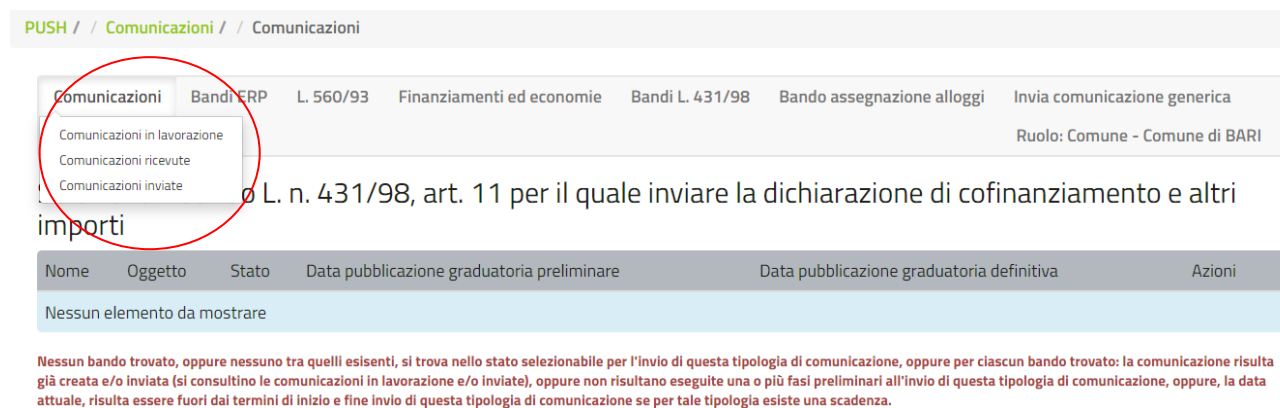 PUSH / / Comunicazioni / / Comunicazioni
Comunicazioni Bandi ERP L. 560/93 Finanziamenti ed economie Bandi L. 431/98 Bando assegnazione alloggi Invia comunicazione generica
Ruolo: Comune - Comune di BARI
Comunicazioni in lavorazione
Comunicazioni ricevute
Comunicazioni inviate
o L. n. 431/98, art. 11 per il quale inviare la dichiarazione di cofinanziamento e altri
importi
Nome Oggetto Stato Data pubblicazione graduatoria preliminare Data pubblicazione graduatoria definitiva Azioni
Nessun elemento da mostrare
Nessun bando trovato, oppure nessuno tra quelli esisenti, si trova nello stato selezionabile per l'invio di questa tipologia di comunicazione, oppure per ciascun bando trovato: la comunicazione risulta
già creata e/o inviata (si consultino le comunicazioni in lavorazione e/o inviate), oppure non risultano eseguite una o più fasi preliminari all'invio di questa tipologia di comunicazione, oppure, la data
attuale, risulta essere fuori dai termini di inizio e fine invio di questa tipologia di comunicazione se per tale tipologia esiste una scadenza.